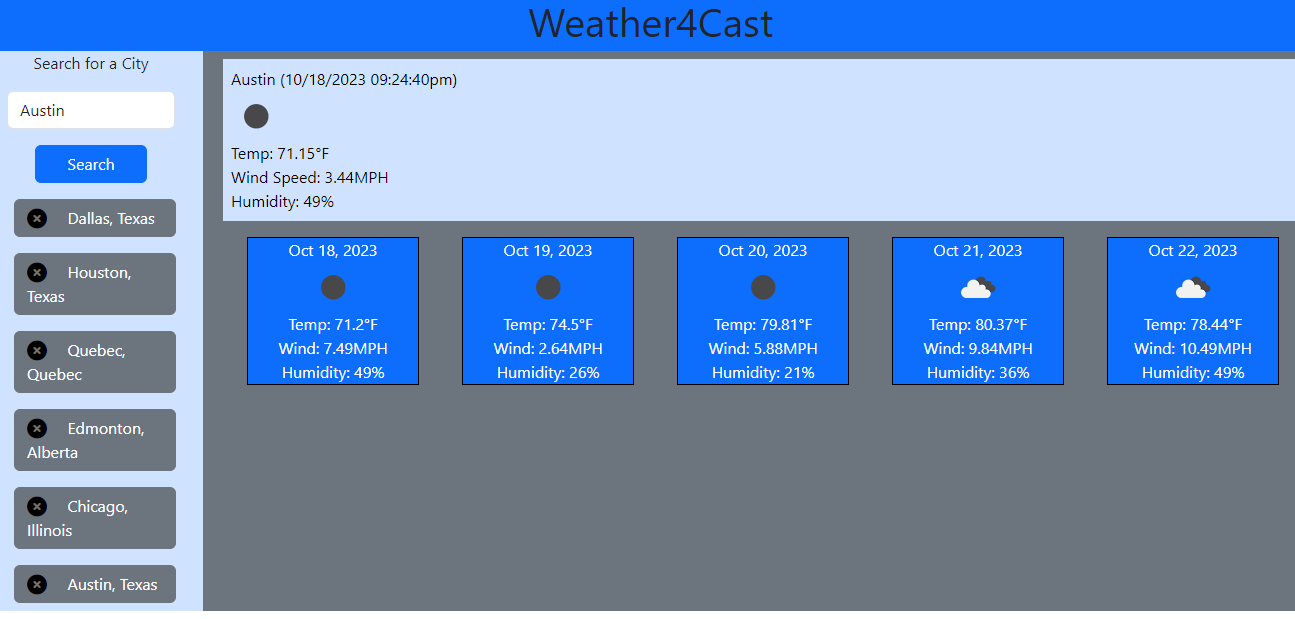 Weather4Cast
Search for a City
Austin
Search
Dallas, Texas
Houston,
Texas
Quebec,
Quebec
Edmonton,
Alberta
Chicago,
Illinois
Austin, Texas
Austin (10/18/2023 09:24:40pm)
Temp: 71.15°F
Wind Speed: 3.44MPH
Humidity: 49%
Oct 18, 2023
Temp: 71.2°F
Wind: 7.49MPH
Humidity: 49%
Oct 19, 2023
Temp: 74.5°F
Wind: 2.64MPH
Humidity: 26%
Oct 20, 2023
Temp: 79.81°F
Wind: 5.88MPH
Humidity: 21%
Oct 21, 2023
Temp: 80.37°F
Wind: 9.84MPH
Humidity: 36%
Oct 22, 2023
Temp: 78.44°F
Wind: 10.49MPH
Humidity: 49%